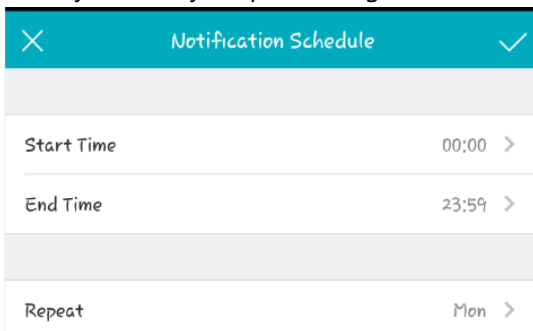 Notification Schedule
Start Time 00:00
End Time 23:59
Repeat Mon